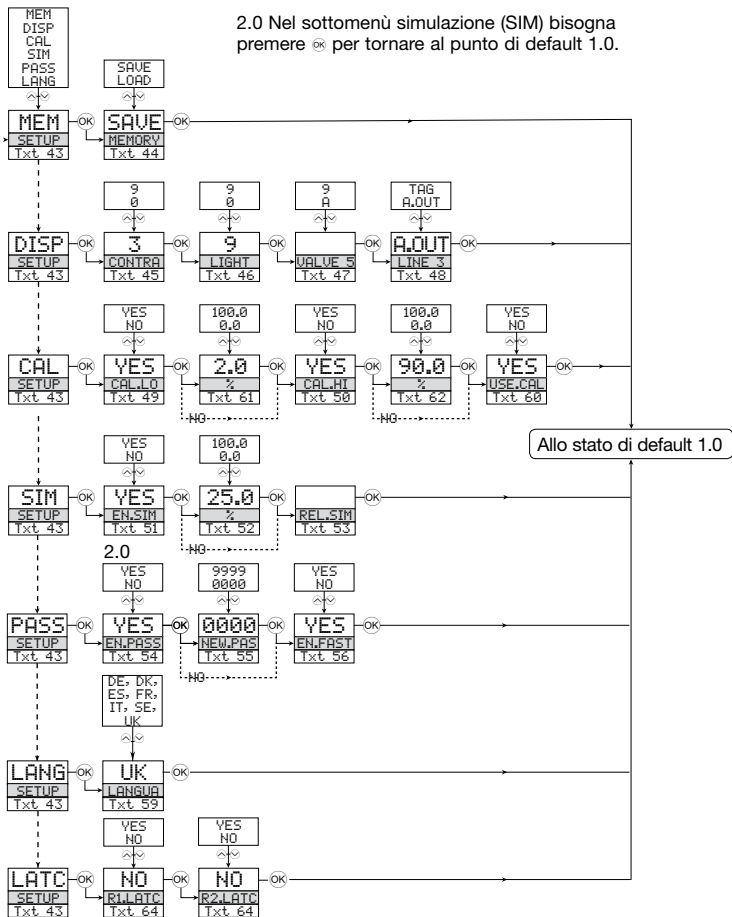 2.0 Nel sottomenù simulazione (SIM) bisogna
premere OK per tornare al punto di default 1.0.
MEM
DISP
CAL
SIM
PASS
LANG
SAVE
LOAD
MEM OK SAVE OK
SETUP MEMORY
Txt 43 Txt 44
9 9 9 TAG
0 0 A A.OUT
DISP OK 3 OK 9 OK OK A.OUT OK
SETUP CONTRA LIGHT VALVE 5 LINE 3
Txt 43 Txt 45 Txt 46 Txt 47 Txt 48
YES 100.0 YES 100.0 YES
NO 0.0 NO 0.0 NO
CAL OK YES OK 2.0 OK YES OK 90.0 OK YES OK
SETUP CAL.LO % CAL.HI % USE.CAL
Txt 43 Txt 49 Txt 61 Txt 50 Txt 62 Txt 60
NO NO
Allo stato di default 1.0
YES 100.0
NO 0.0
SIM OK YES OK 25.0 OK OK
SETUP EN.SIM % REL.SIM
Txt 43 Txt 51 Txt 52 Txt 53
NO
2.0
YES 9999 YES
NO 0000 NO
PASS OK YES OK 0000 OK YES OK
SETUP EN.PASS NEW.PAS EN.FAST
Txt 43 Txt 54 Txt 55 Txt 56
NO
DE, DK,
ES, FR,
IT, SE,
UK
LANG OK UK OK
SETUP LANGUA
Txt 43 Txt 59
YES YES
NO NO
LATC OK NO OK NO OK
SETUP R1.LATC R2.LATC
Txt 43 Txt 64 Txt 64